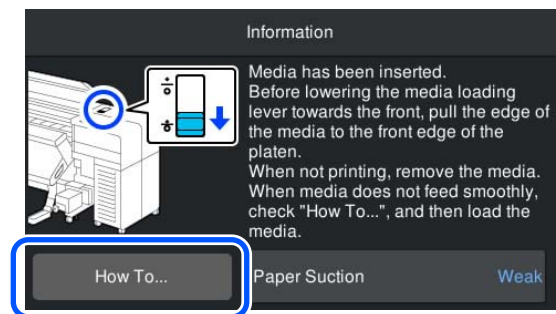 Information
Media has been inserted.
Before lowering the media loading
lever towards the front, pull the edge of
the media to the front edge of the
platen.
When not printing, remove the media.
When media does not feed smoothly,
check "How To...", and then load the
media.
How To...
Paper Suction
Weak